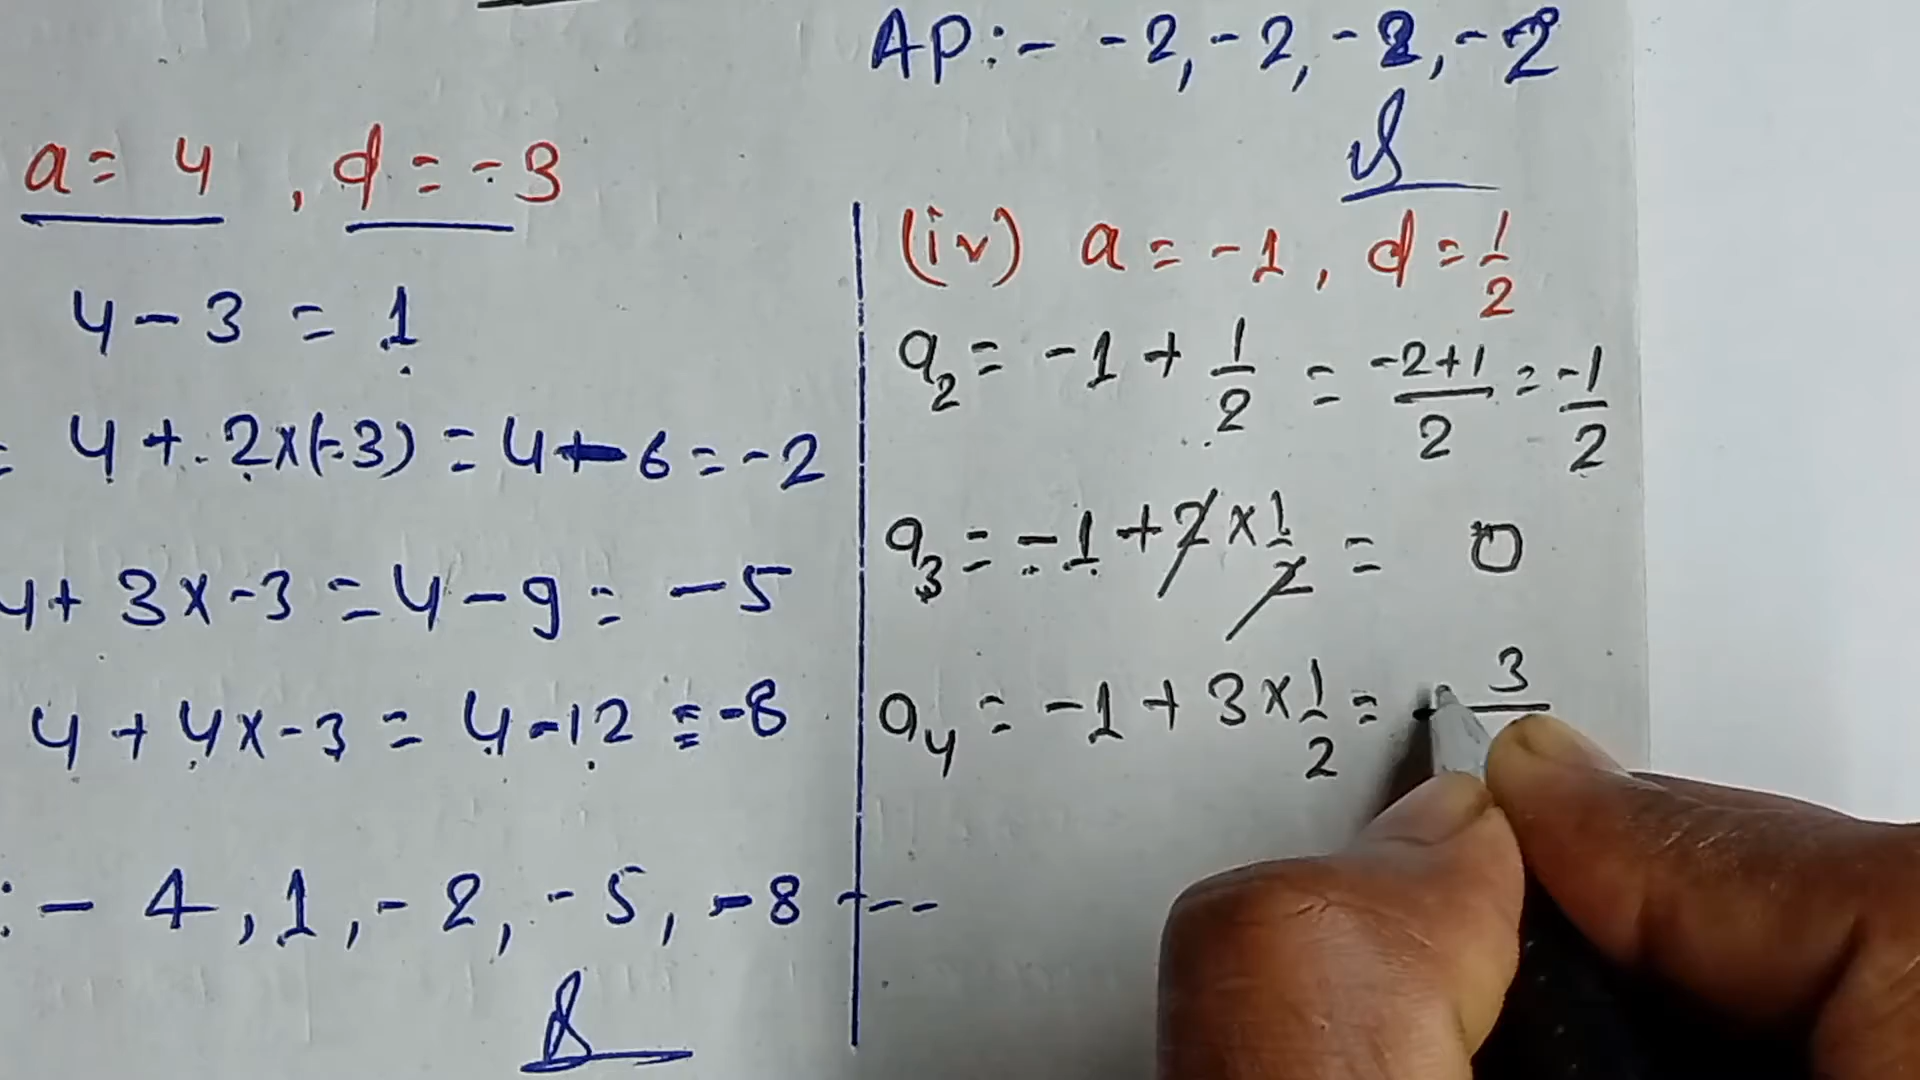 a = 4 , d = -3
4 - 3 = 1
= 4 + 2x(-3) = 4 - 6 = -2
4 + 3 x -3 = 4 - 9 = -5
4 + 4 x -3 = 4 - 12 = -8
:- 4 , 1 , -2 , -5 , -8 ---
AP:- -2, -2, -2, -2
(iv) a = -1 , d = 1/2
a2 = -1 + 1/2 = -2+1/2 = -1/2
a3 = -1 + 2 x 1/2 = 0
a4 = -1 + 3 x 1/2 = - 3